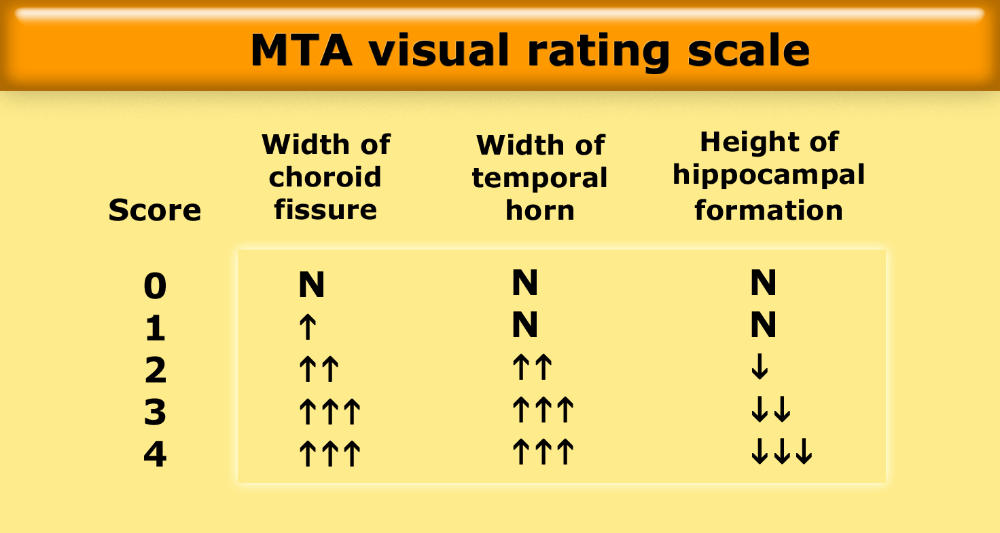 MTA visual rating scale
Score Width of choroid fissure Width of temporal horn Height of hippocampal formation
0 N N N
1 ↑ N N
2 ↑↑ ↑↑ ↓
3 ↑↑↑ ↑↑↑ ↓↓
4 ↑↑↑ ↑↑↑ ↓↓↓